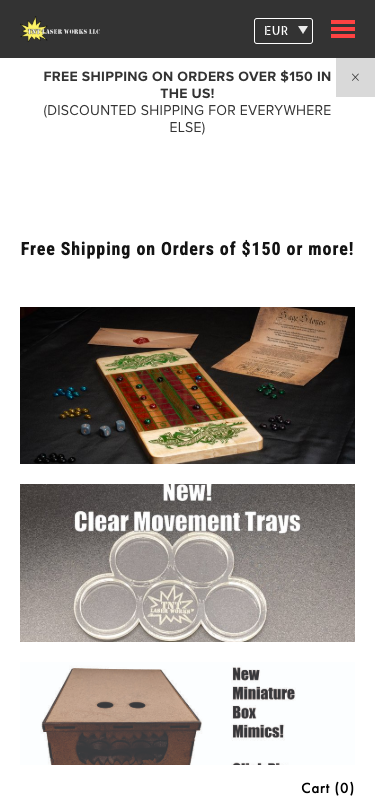 TNT LASER WORKS LLC
EUR
FREE SHIPPING ON ORDERS OVER $150 IN
THE US!
(DISCOUNTED SHIPPING FOR EVERYWHERE
ELSE)
×
Free Shipping on Orders of $150 or more!
New!
Clear Movement Trays
TNT
LASER WORKS
New
Miniature
Box
Mimics!
Cart (0)